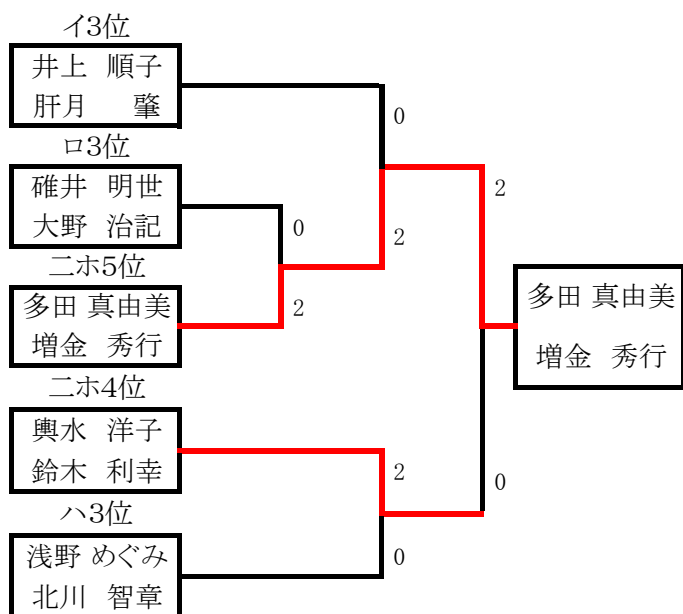 イ3位
井上 順子
肝月 肇
0
ロ3位
碓井 明世
大野 治記
0
2
2
ニホ5位
多田 真由美
増金 秀行
2
多田 真由美
増金 秀行
ニホ4位
輿水 洋子
鈴木 利幸
2
0
ハ3位
浅野 めぐみ
北川 智章
0